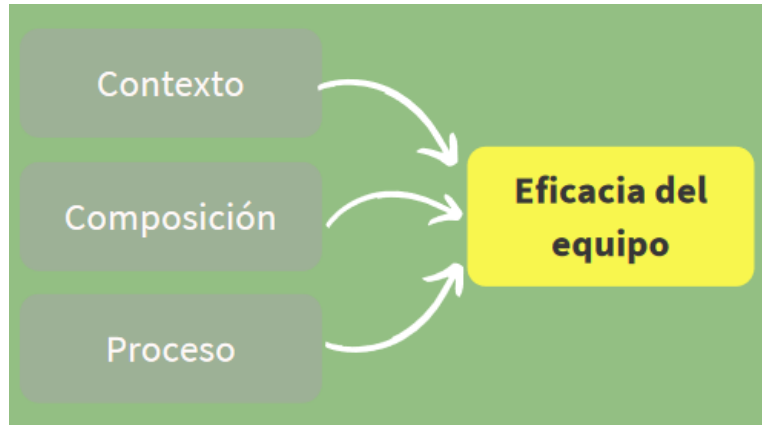 Contexto
Composición
Proceso
Eficacia del
equipo